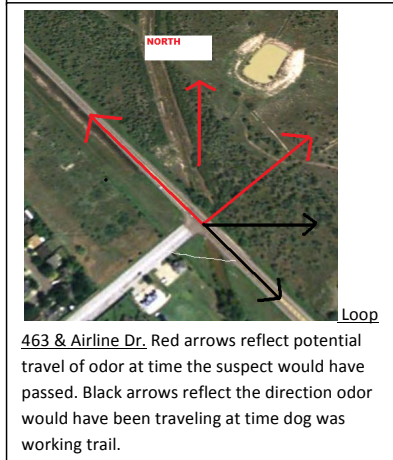 NORTH
Loop
463 & Airline Dr. Red arrows reflect potential
travel of odor at time the suspect would have
passed. Black arrows reflect the direction odor
would have been traveling at time dog was
working trail.